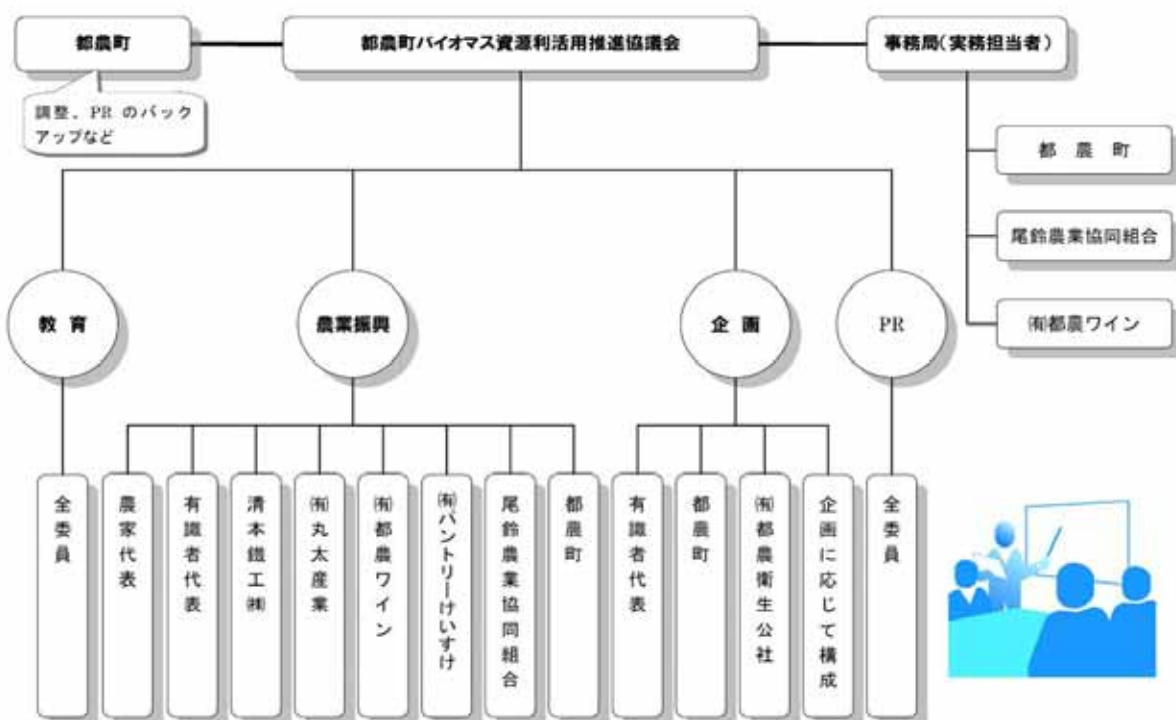 都農町
都農町バイオマス資源利活用推進協議会
事務局(実務担当者)
調整、PR のバック
アップなど
都 農 町
尾鈴農業協同組合
㈲都農ワイン
教 育
農業振興
企 画
PR
全委員
農家代表
有識者代表
清本鐵工㈱
㈲丸太産業
㈲都農ワイン
㈲パントリーけいすけ
尾鈴農業協同組合
都農町
有識者代表
都農町
㈲都農衛生公社
企画に応じて構成
全委員